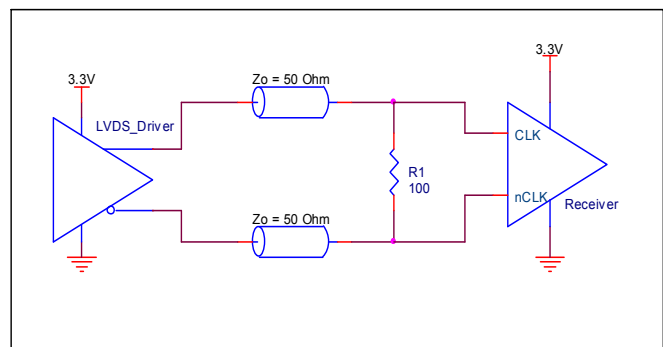 3.3V
LVDS_Driver
Zo = 50 Ohm
Zo = 50 Ohm
R1
100
3.3V
CLK
nCLK
Receiver